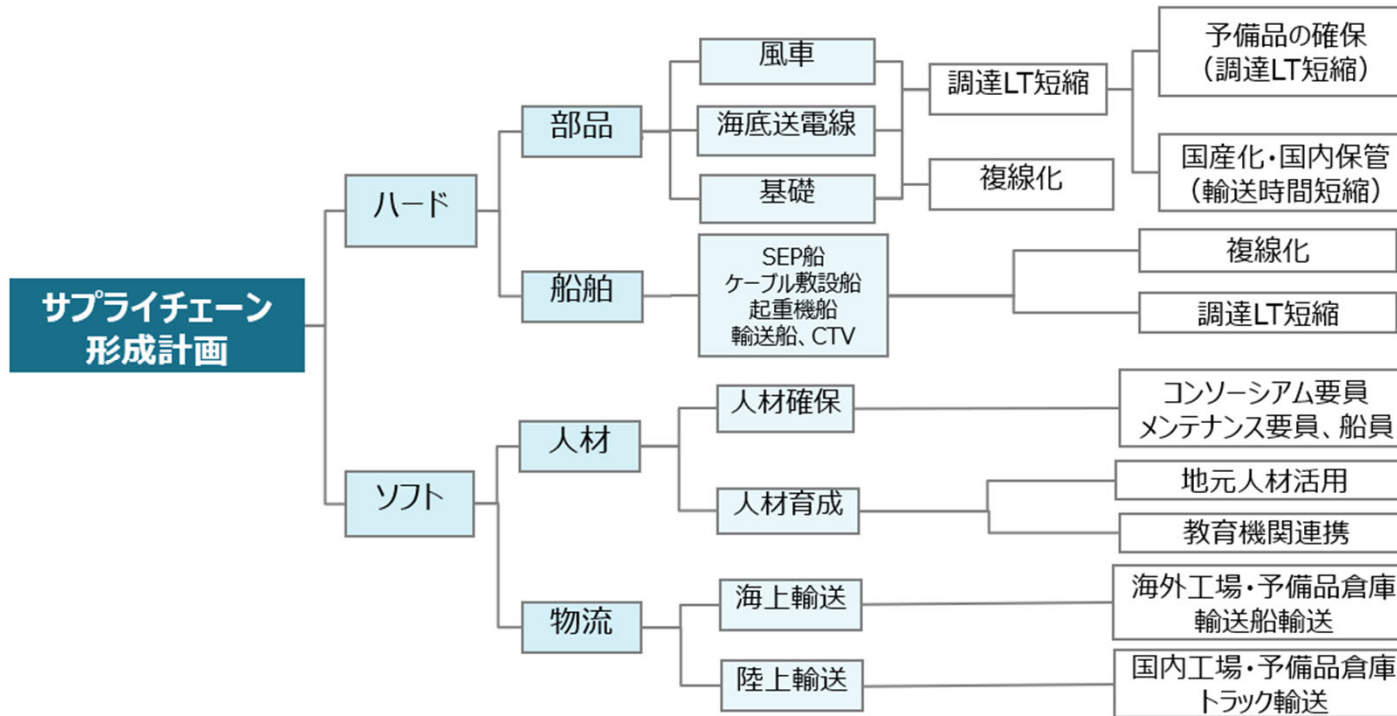 サプライチェーン
形成計画
ハード
部品
風車
海底送電線
基礎
調達LT短縮
予備品の確保
（調達LT短縮）
国産化・国内保管
（輸送時間短縮）
複線化
船舶
SEP船
ケーブル敷設船
起重機船
輸送船、CTV
複線化
調達LT短縮
ソフト
人材
人材確保
コンソーシアム要員
メンテナンス要員、船員
人材育成
地元人材活用
教育機関連携
物流
海上輸送
海外工場・予備品倉庫
輸送船輸送
陸上輸送
国内工場・予備品倉庫
トラック輸送